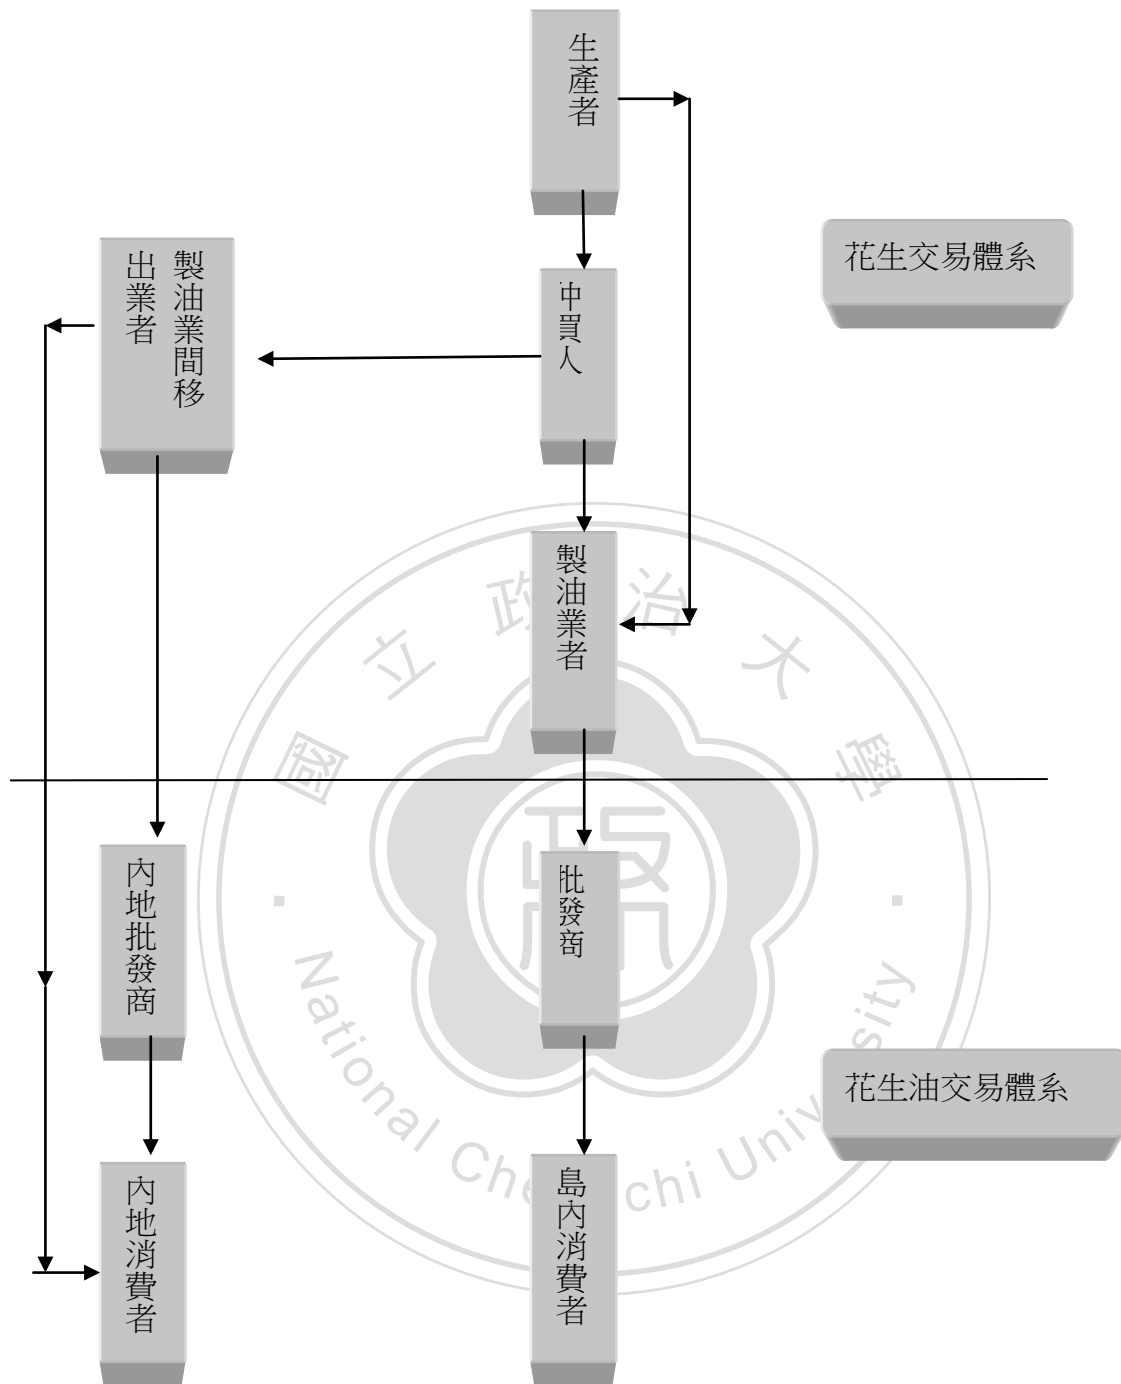 生產者
製油業間移
出業者
仲買人
花生交易體系
製油業者
國立政治大學
內地批發商
批發商
花生油交易體系
內地消費者
島內消費者
National Chengchi University